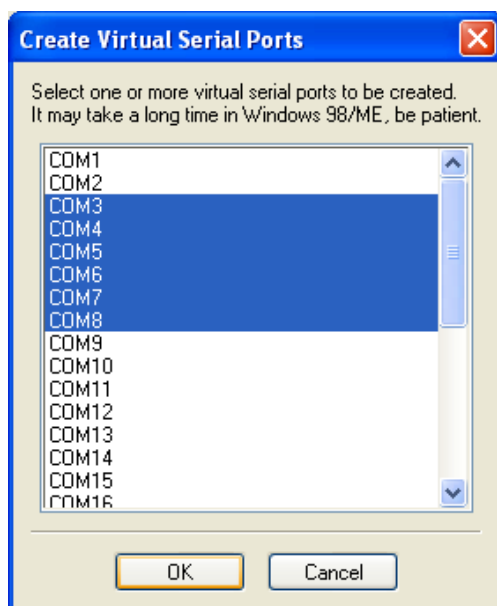 Create Virtual Serial Ports
Select one or more virtual serial ports to be created.
It may take a long time in Windows 98/ME, be patient.
COM1
COM2
COM3
COM4
COM5
COM6
COM7
COM8
COM9
COM10
COM11
COM12
COM13
COM14
COM15
COM16
OK
Cancel